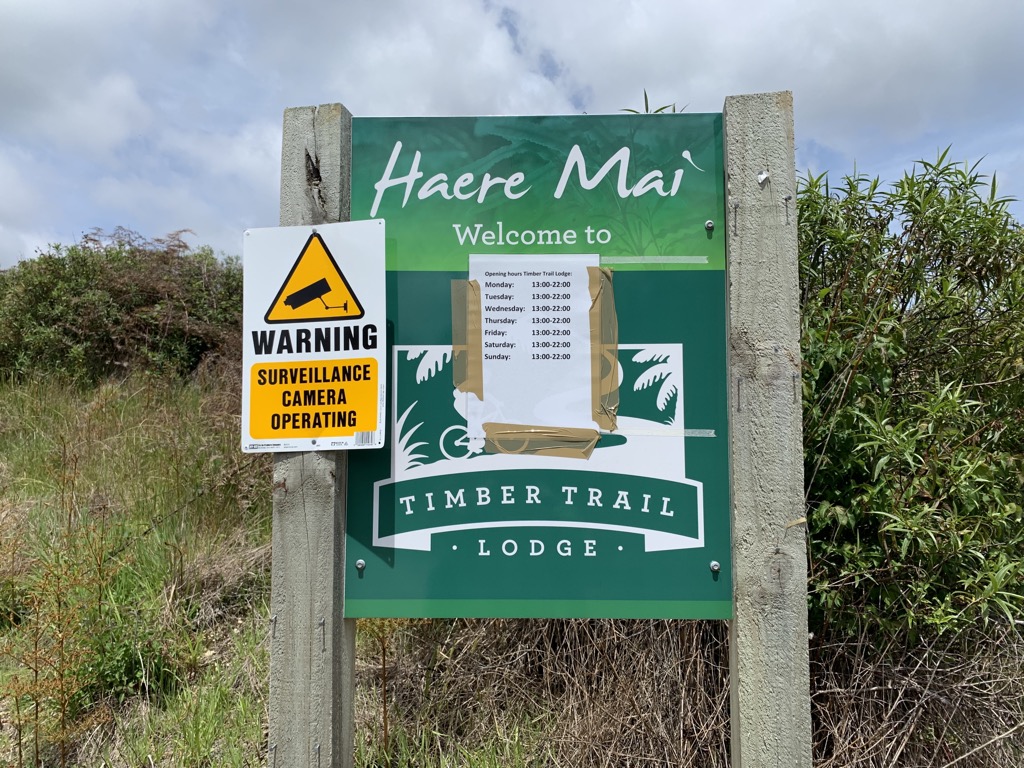 Haere Mai
Welcome to
Opening hours Timber Trail Lodge:
Monday: 13:00-22:00
Tuesday: 13:00-22:00
Wednesday: 13:00-22:00
Thursday: 13:00-22:00
Friday: 13:00-22:00
Saturday: 13:00-22:00
Sunday: 13:00-22:00
TIMBER TRAIL
· LODGE ·
WARNING
SURVEILLANCE
CAMERA
OPERATING